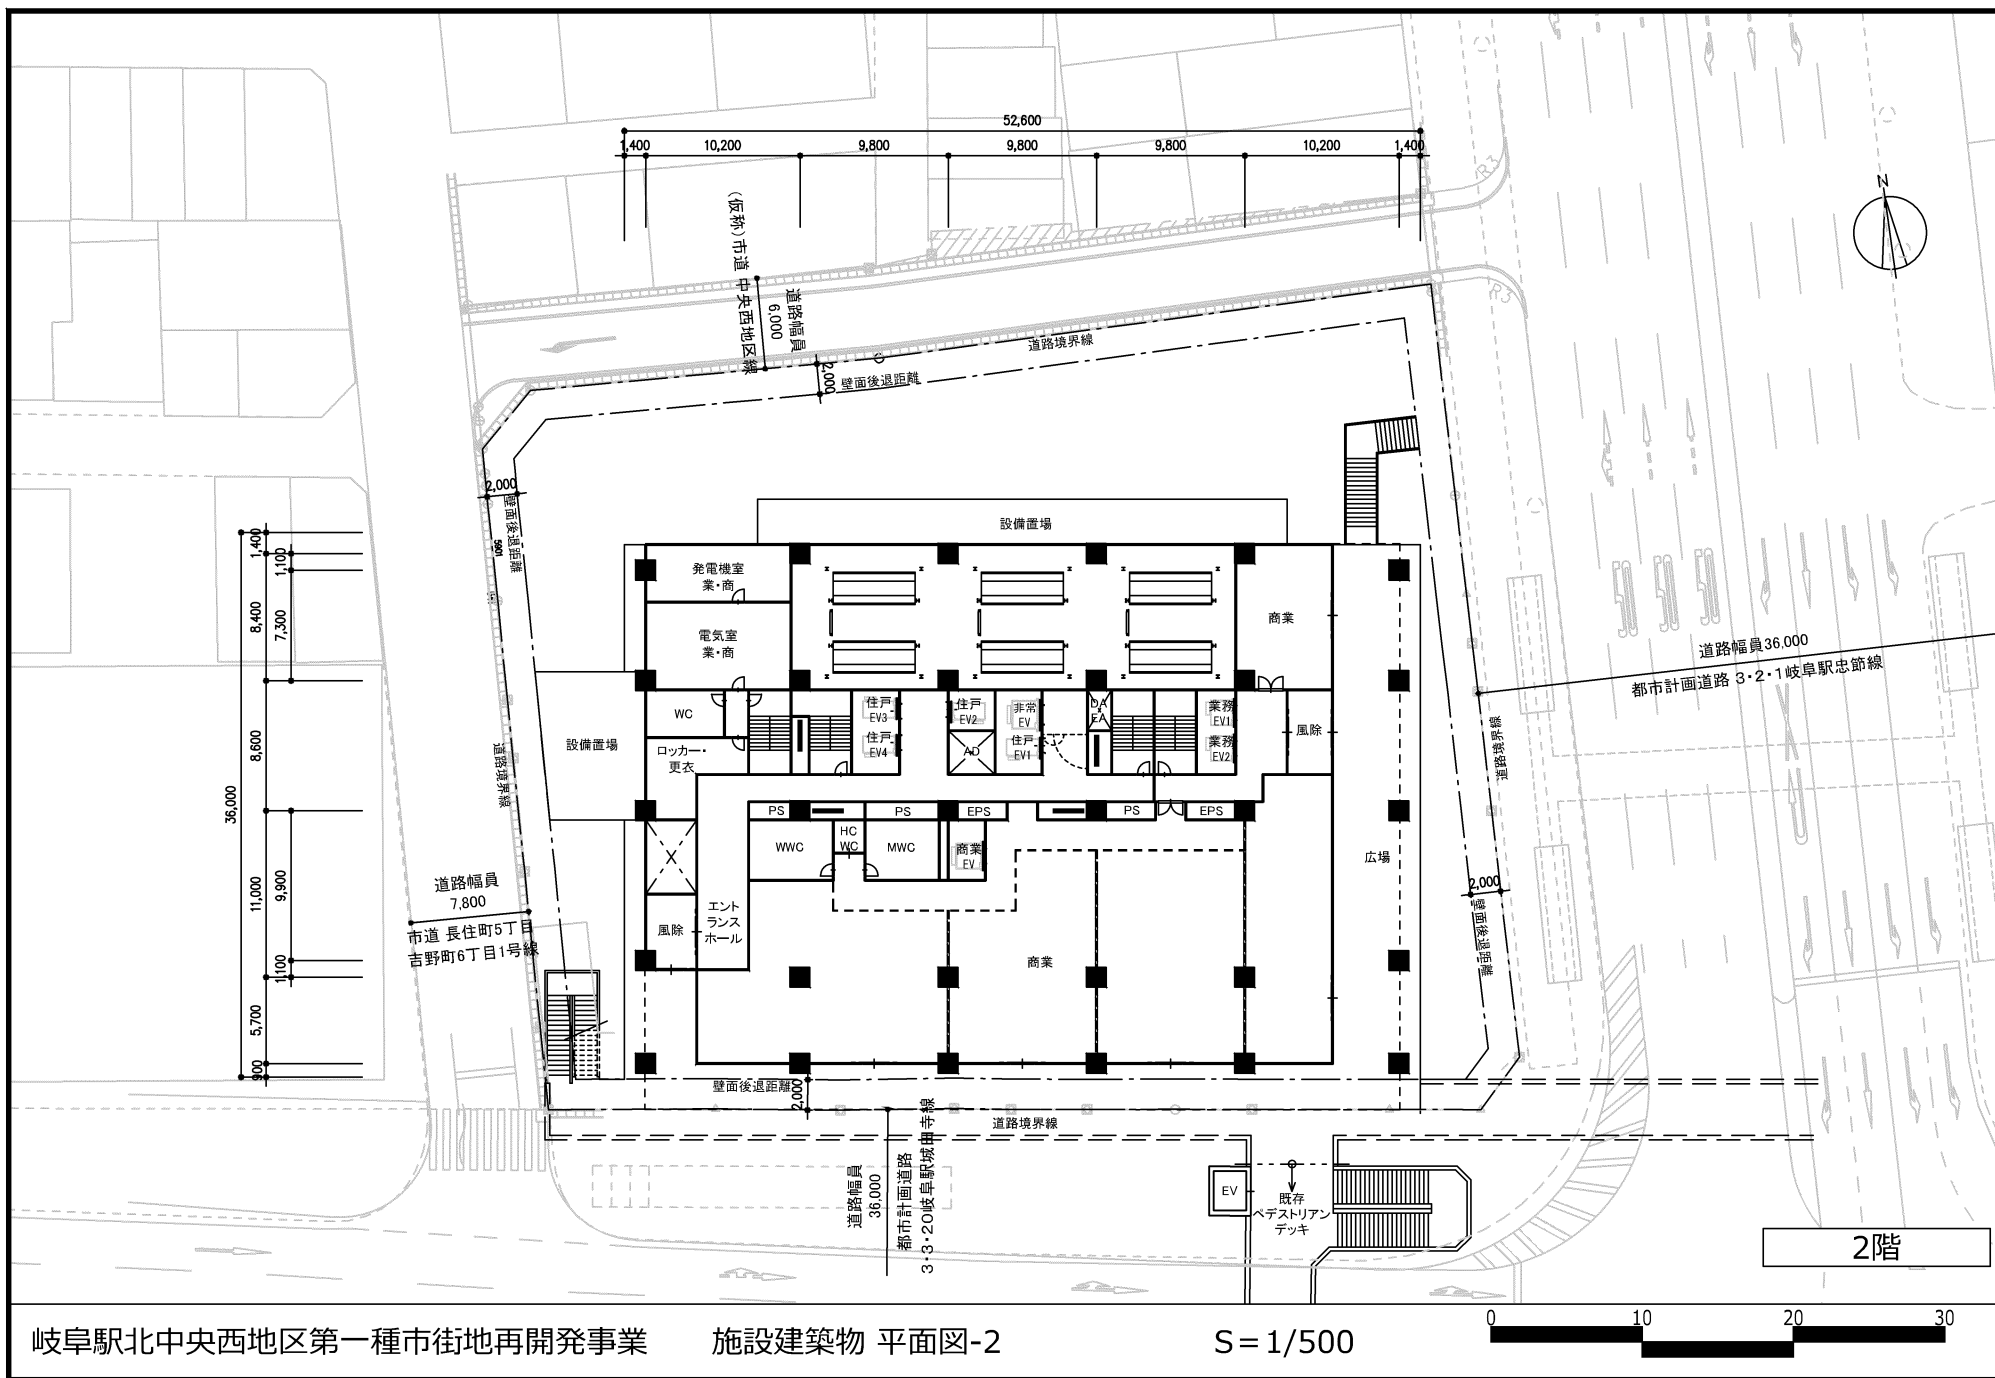 52,600
1,400
10,200
9,800
9,800
9,800
10,200
1,400
R3
N
(仮称)市道 中央西地区線
道路幅員
6,000
R3
道路境界線
2,000
壁面後退距離
2,000
壁面後退距離
設備置場
36,000
1,400
8,400
8,600
11,000
5,700
900
1,100
7,300
9,900
1,100
発電機室
業・商
電気室
業・商
商業
道路幅員36,000
都市計画道路 3・2・1岐阜駅忠節線
WC
住戸
EV3
住戸
EV4
住戸
EV2
AD
非常
EV
住戸
EV1
DA
EA
業務
EV1
業務
EV2
風除
設備置場
ロッカー・
更衣
道路境界線
道路境界線
PS
PS
EPS
PS
EPS
WWC
HC
WC
MWC
商業
EV
広場
道路幅員
7,800
市道 長住町5丁目
吉野町6丁目1号線
風除
エント
ランス
ホール
商業
2,000
壁面後退距離
壁面後退距離
2,000
道路境界線
道路幅員
36,000
都市計画道路
3・3・20岐阜駅城田寺線
EV
既存
ペデストリアン
デッキ
2階
岐阜駅北中央西地区第一種市街地再開発事業
施設建築物 平面図-2
S=1/500
0
10
20
30